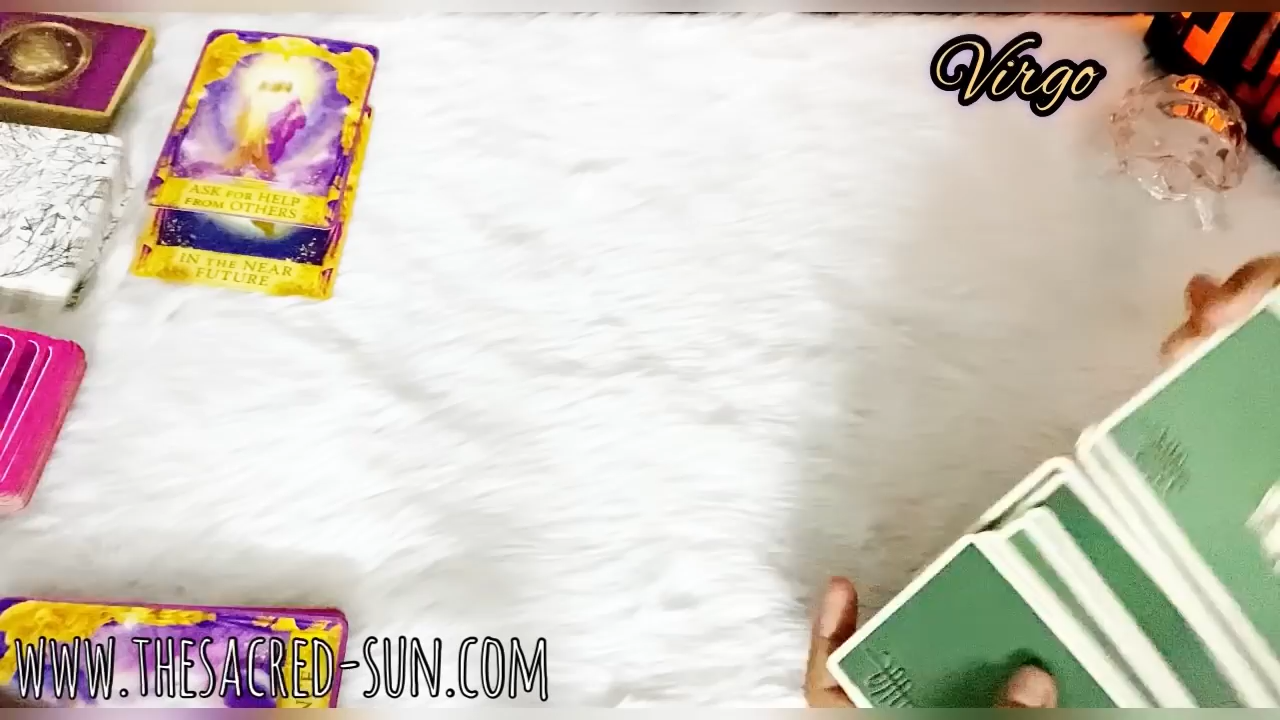 Virgo
ASK FOR HELP
FROM OTHERS
IN THE NEAR
FUTURE
WWW.THESACRED-SUN.COM